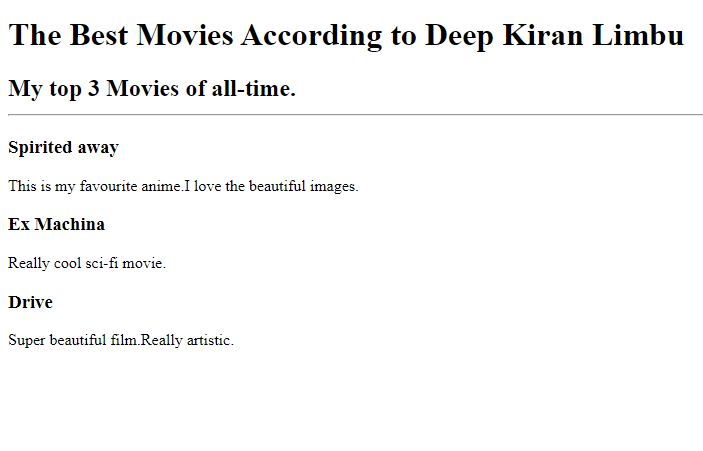 The Best Movies According to Deep Kiran Limbu
My top 3 Movies of all-time.
Spirited away
This is my favourite anime.I love the beautiful images.
Ex Machina
Really cool sci-fi movie.
Drive
Super beautiful film.Really artistic.